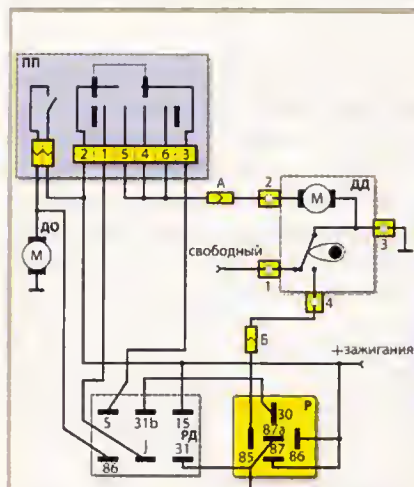 ПП
2 1 5 4 6 3
А
2
ДД
М
ДО
М
свободный
1
3
4
Б
+зажигания
S 31b 15
РД
86 J 31
Р
30
87a
85 87 86